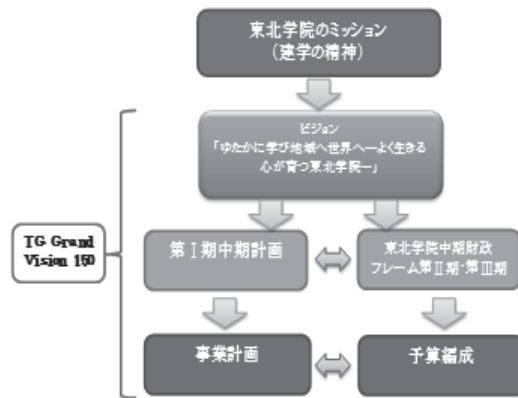 東北学院のミッション
（建学の精神）
ビジョン
「ゆたかに学び地域へ世界へ―よく生きる
心が育つ東北学院―」
TG Grand
Vision 150
第Ⅰ期中期計画
東北学院中期財政
フレーム第Ⅱ期-第Ⅲ期
事業計画
予算編成